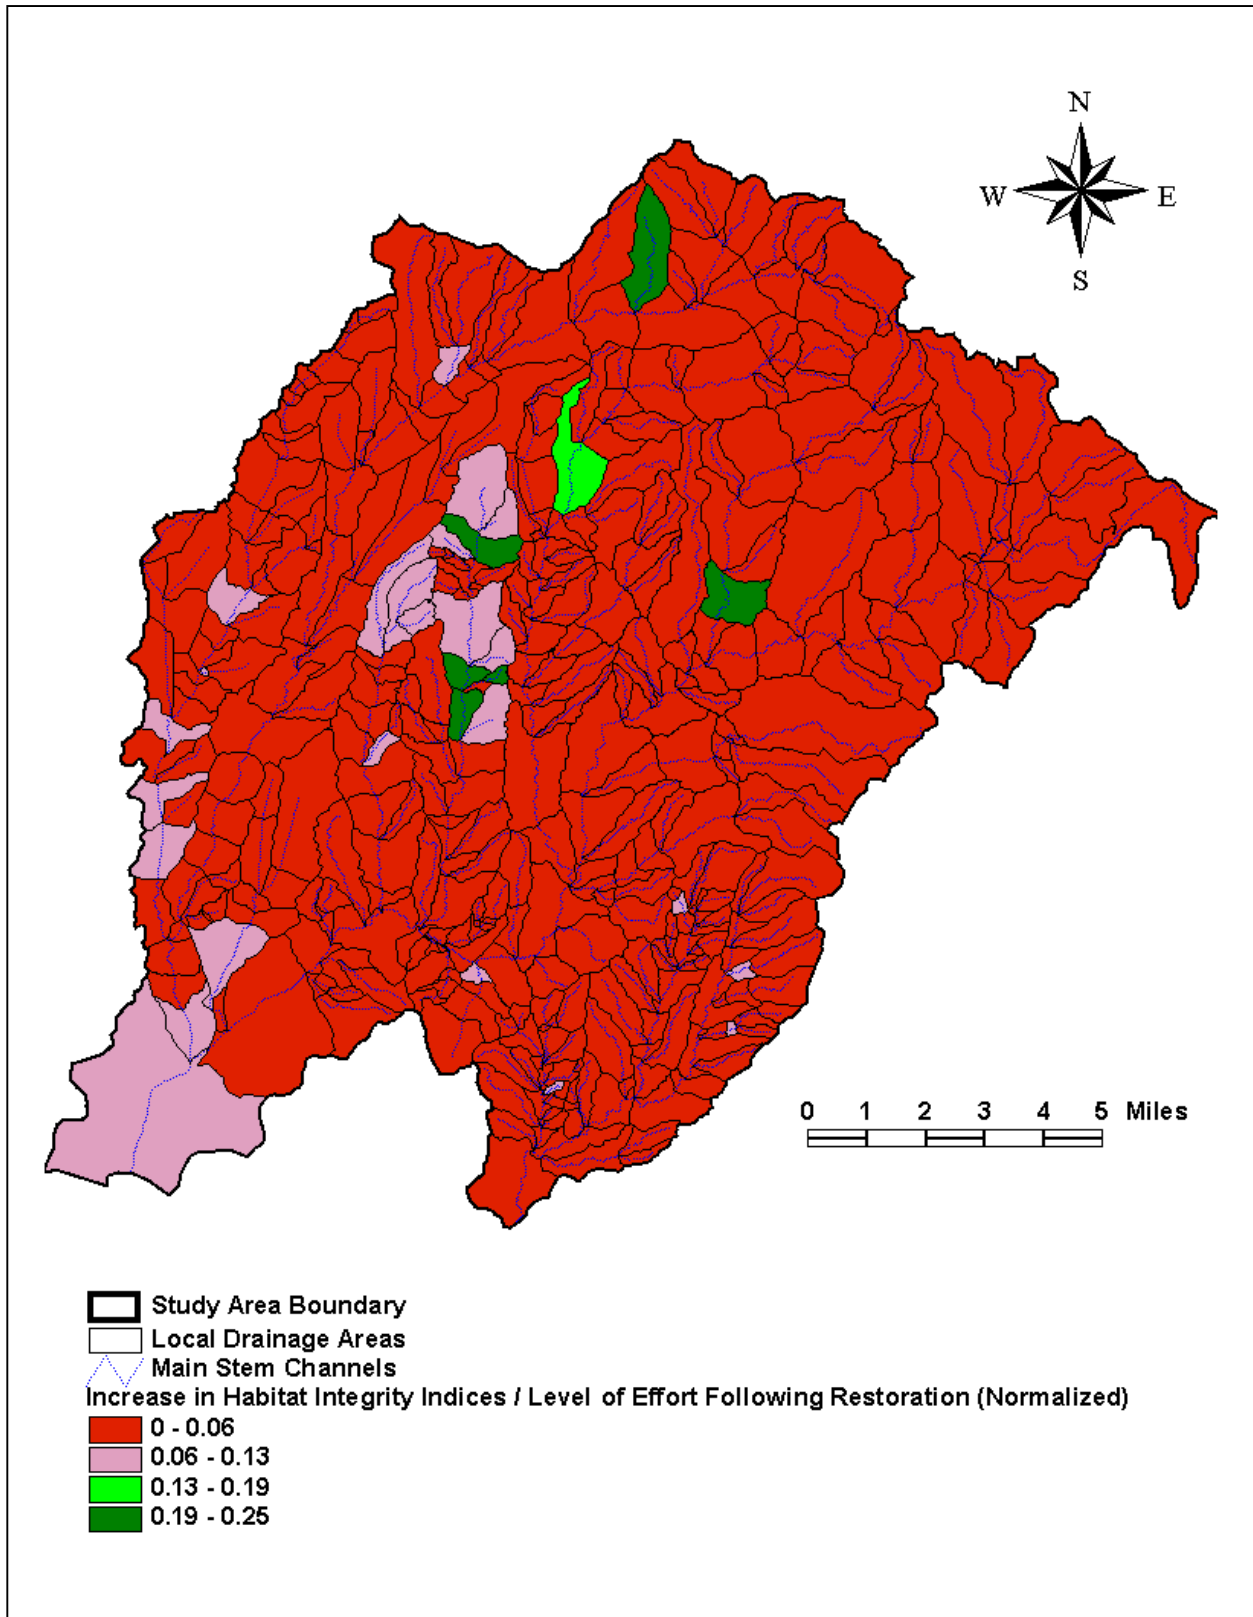 N
W E
S
0 1 2 3 4 5 Miles
Study Area Boundary
Local Drainage Areas
Main Stem Channels
Increase in Habitat Integrity Indices / Level of Effort Following Restoration (Normalized)
0 - 0.06
0.06 - 0.13
0.13 - 0.19
0.19 - 0.25